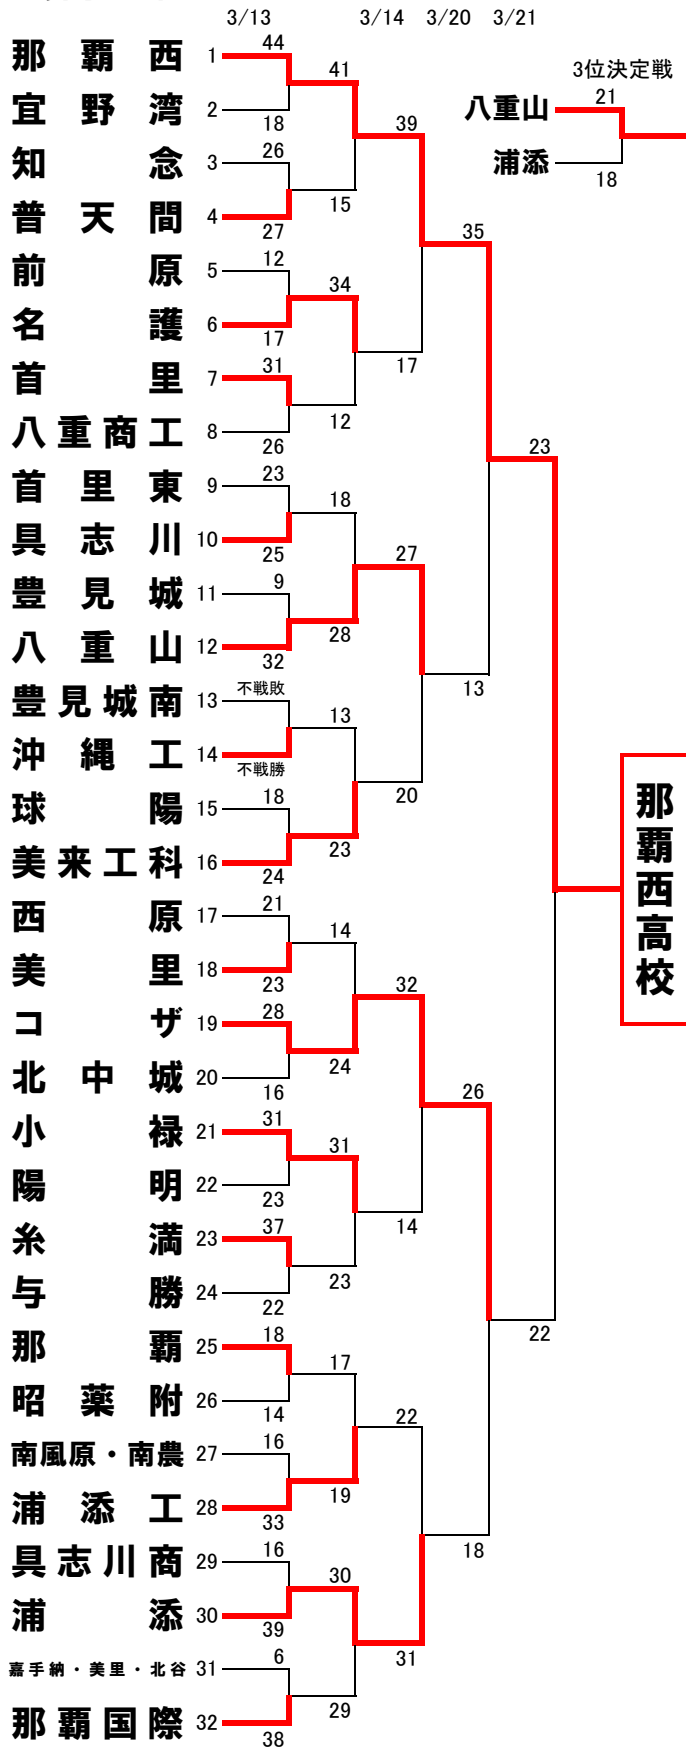 3/13 3/14 3/20 3/21
那覇西 1 44
宜野湾 2 18
知念 3 26
普天間 4 27
前原 5 12
名護 6 17
首里 7 31
八重商工 8 26
首里東 9 23
具志川 10 25
豊見城 11 9
八重山 12 32
豊見城南 13 不戦敗
沖縄工 14 不戦勝
球陽 15 18
美来工科 16 24
西原 17 21
美里 18 23
コザ 19 28
北中城 20 16
小禄 21 31
陽明 22 23
糸満 23 37
与勝 24 22
那覇 25 18
昭薬附 26 14
南風原・南農 27 16
浦添工 28 33
具志川商 29 16
浦添 30 39
嘉手納・美里・北谷 31 6
那覇国際 32 38
41
15
34
12
18
28
13
23
14
24
31
23
17
19
30
29
39
17
27
20
32
14
22
31
35
13
26
18
23
22
3位決定戦
八重山 21
浦添 18
那覇西高校